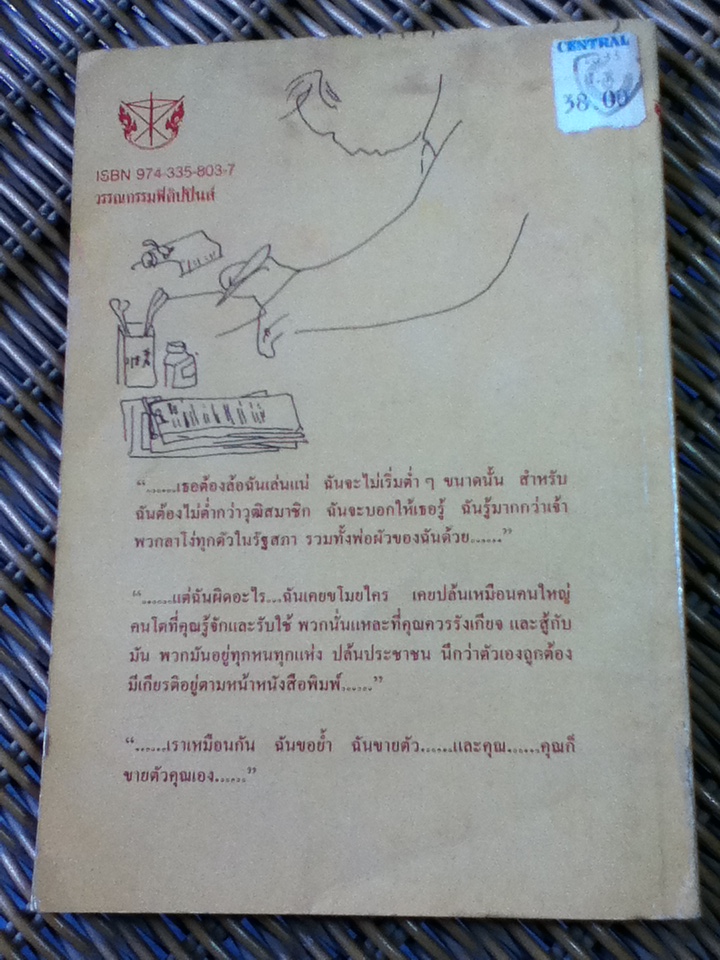 CENTRAL
38.00
ISBN 974-335-803-7
วรรณกรรมฟิลิปปินส์
“.......เธอต้องล้อฉันเล่นแน่ ฉันจะไม่เริ่มต่ำ ๆ ขนาดนั้น สำหรับ
ฉันต้องไม่ต่ำกว่าวุฒิสมาชิก ฉันจะบอกให้เธอรู้ ฉันรู้มากกว่าเจ้า
พวกลาโง่ทุกตัวในรัฐสภา รวมทั้งพ่อผัวของฉันด้วย......”
“.......แต่ฉันผิดอะไร...ฉันเคยขโมยใคร เคยปล้นเหมือนคนใหญ่
คนโตที่คุณรู้จักและรับใช้ พวกนั่นแหละที่คุณควรรังเกียจ และสู้กับ
มัน พวกมันอยู่ทุกหนทุกแห่ง ปล้นประชาชน นึกว่าตัวเองถูกต้อง
มีเกียรติอยู่ตามหน้าหนังสือพิมพ์......”
“.......เราเหมือนกัน ฉันขอย้ำ ฉันขายตัว.......และคุณ.......คุณก็
ขายตัวคุณเอง......”